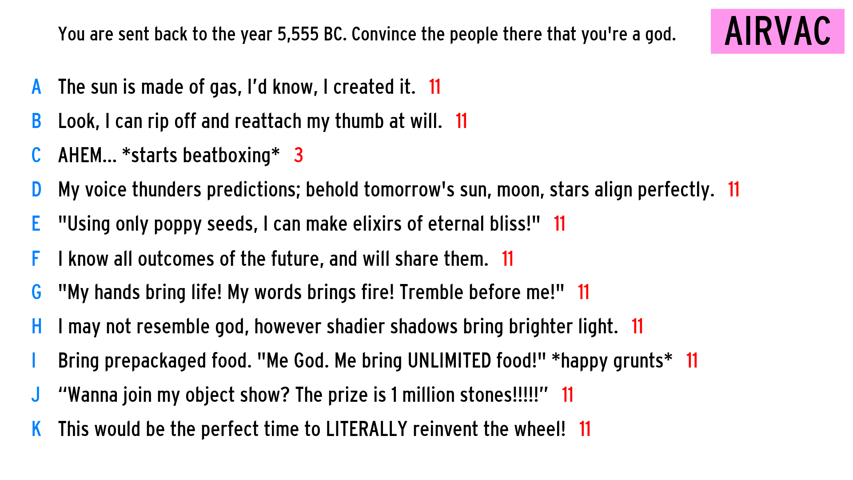 You are sent back to the year 5,555 BC. Convince the people there that you're a god.
AIRVAC
A The sun is made of gas, I’d know, I created it. 11
B Look, I can rip off and reattach my thumb at will. 11
C AHEM... *starts beatboxing* 3
D My voice thunders predictions; behold tomorrow's sun, moon, stars align perfectly. 11
E "Using only poppy seeds, I can make elixirs of eternal bliss!" 11
F I know all outcomes of the future, and will share them. 11
G "My hands bring life! My words brings fire! Tremble before me!" 11
H I may not resemble god, however shadier shadows bring brighter light. 11
I Bring prepackaged food. "Me God. Me bring UNLIMITED food!" *happy grunts* 11
J “Wanna join my object show? The prize is 1 million stones!!!!!” 11
K This would be the perfect time to LITERALLY reinvent the wheel! 11